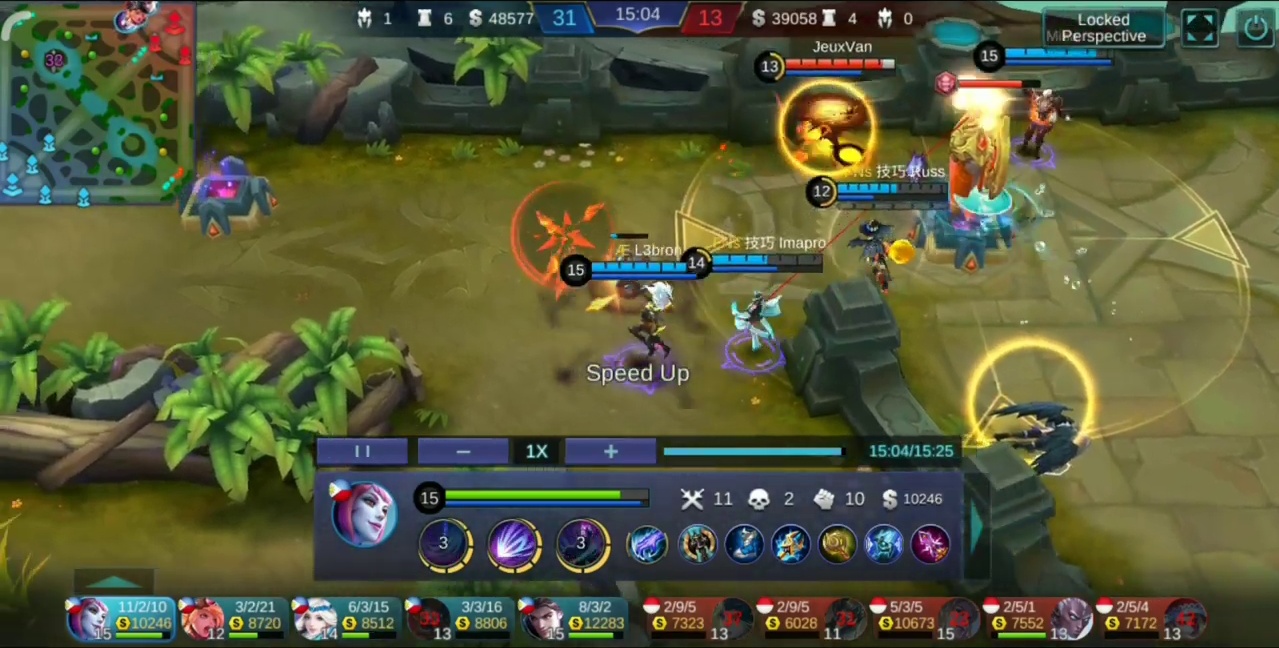 1 6 48577 31 15:04 13 39058 4 0
Locked
Perspective
38
JeuxVan
13
15
技巧 Russ
12
L3bron
15
技巧 Imapro
14
Speed Up
1X
15:04/15:25
15
11 2 10 10246
3 3
11/2/10 3/2/21 6/3/15 3/3/16 8/3/2 2/9/5 2/9/5 5/3/5 2/5/1 2/5/4
10246 8720 8512 8806 12283 7323 6028 10673 7552 7172
15 12 14 13 15 13 11 15 13 13